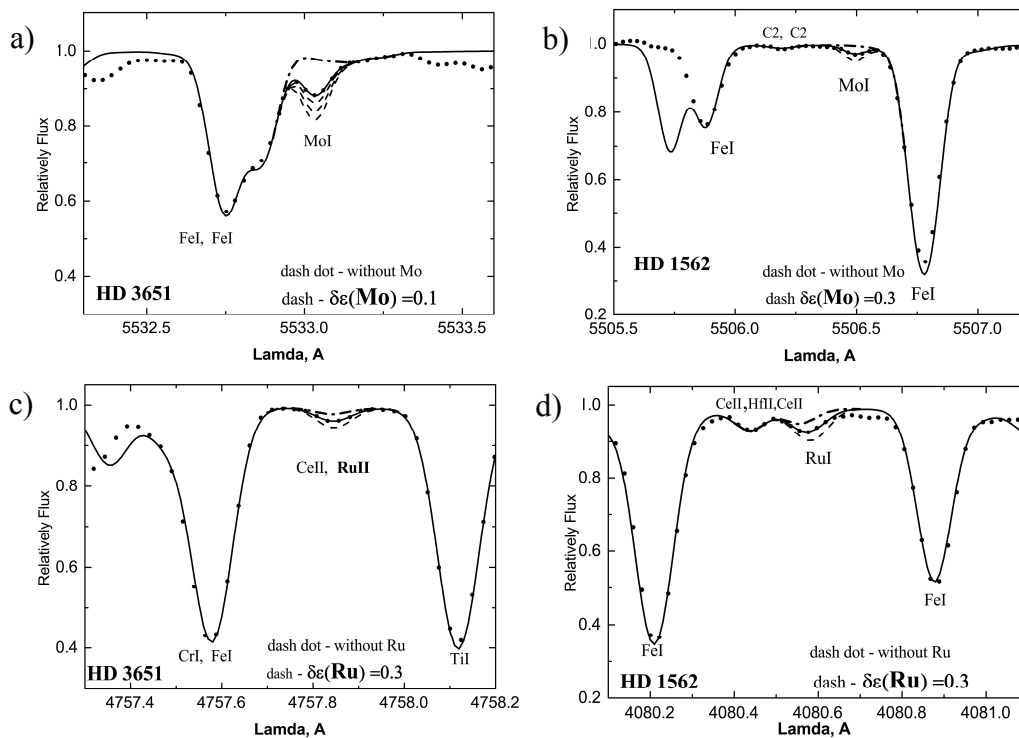 a)
1.0
0.8
0.6
0.4
Relatively Flux
MoI
FeI, FeI
dash dot - without Mo
HD 3651
dash - δε(Mo) =0.1
5532.5
5533.0
5533.5
Lamda, A
b)
1.0
0.8
0.6
0.4
0.2
Relatively Flux
C2, C2
MoI
FeI
HD 1562
dash dot - without Mo
dash δε(Mo) =0.3
FeI
5505.5
5506.0
5506.5
5507.0
Lamda, A
c)
1.0
0.8
0.6
0.4
Relatively Flux
CeII, RuII
CrI, FeI
dash dot - without Ru
TiI
HD 3651
dash - δε(Ru) =0.3
4757.4
4757.6
4757.8
4758.0
4758.2
Lamda, A
d)
1.0
0.8
0.6
0.4
0.2
Relatively Flux
CeII,HfII,CeII
RuI
FeI
FeI
dash dot - without Ru
HD 1562
dash - δε(Ru) =0.3
4080.2
4080.4
4080.6
4080.8
4081.0
Lamda, A